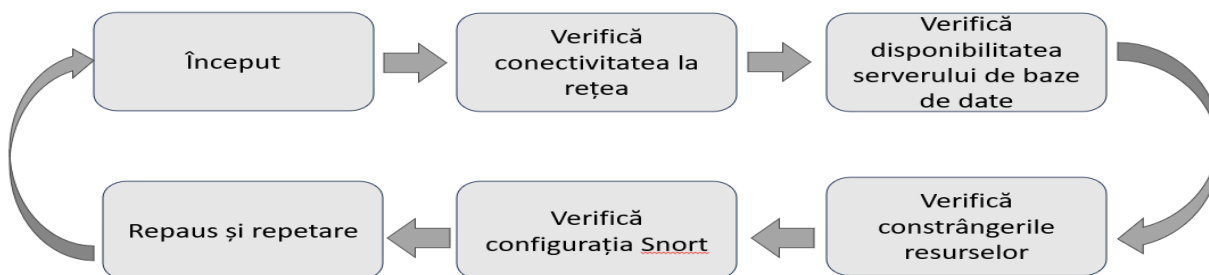 Început
Verifică
conectivitatea la
rețea
Verifică
disponibilitatea
serverului de baze
de date
Repaus și repetare
Verifică
configurația Snort
Verifică
constrângerile
resurselor